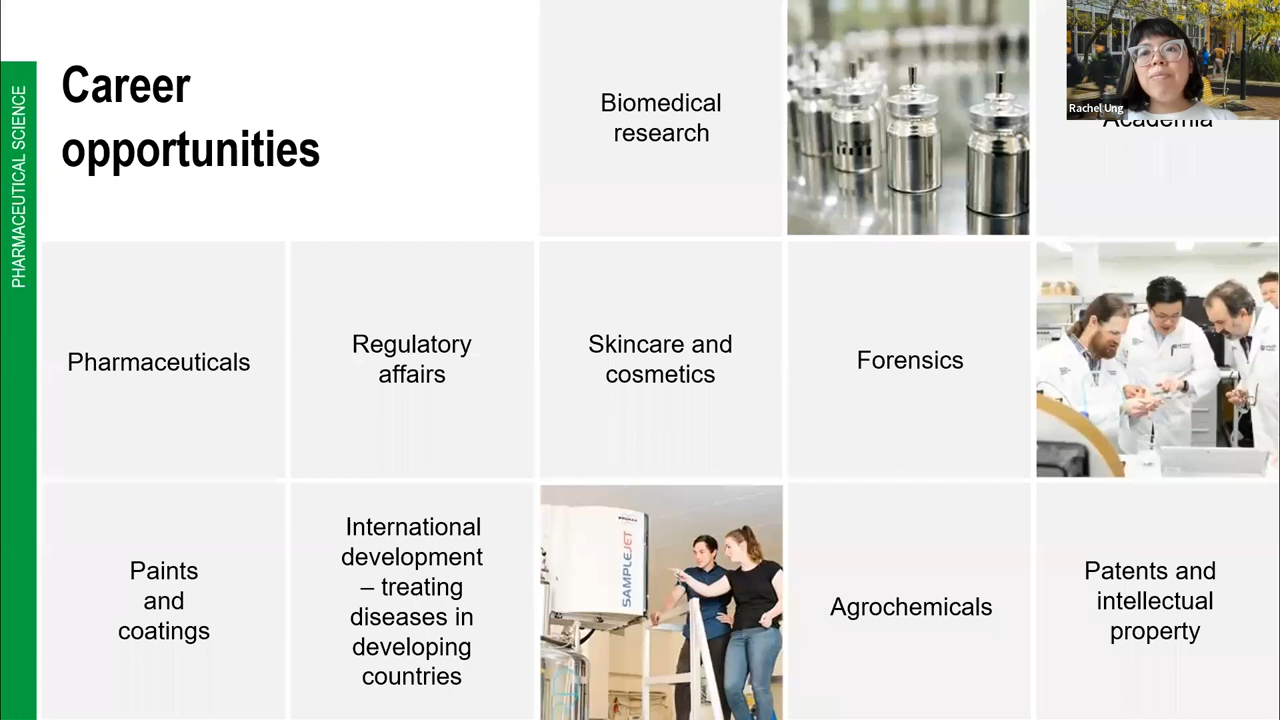 PHARMACEUTICAL SCIENCE
Career
opportunities
Biomedical
research
Rachel Ung
Academia
Pharmaceuticals
Regulatory
affairs
Skincare and
cosmetics
Forensics
Paints
and
coatings
International
development
– treating
diseases in
developing
countries
SAMPLEJET
Agrochemicals
Patents and
intellectual
property